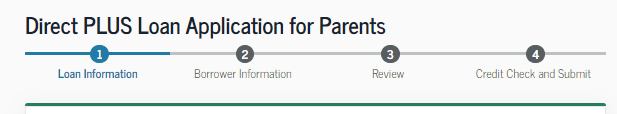 Direct PLUS Loan Application for Parents
1 2 3 4
Loan Information Borrower Information Review Credit Check and Submit